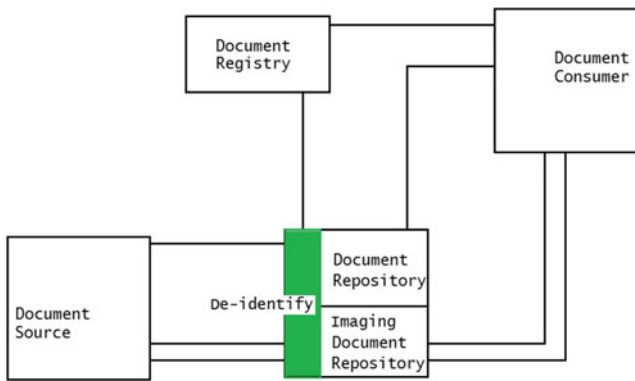 Document
Registry
Document
Consumer
Document
Repository
De-identify
Imaging
Document
Repository
Document
Source